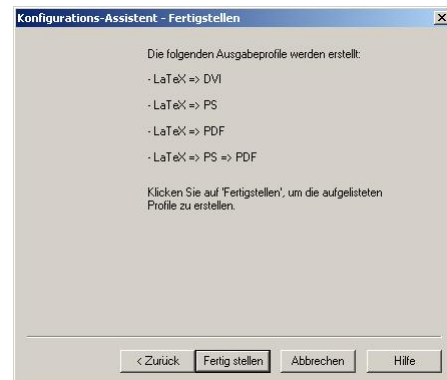 Konfigurations-Assistent - Fertigstellen
Die folgenden Ausgabeprofile werden erstellt:
- LaTeX => DVI
- LaTeX => PS
- LaTeX => PDF
- LaTeX => PS => PDF
Klicken Sie auf 'Fertigstellen', um die aufgelisteten
Profile zu erstellen.
< Zurück Fertig stellen Abbrechen Hilfe